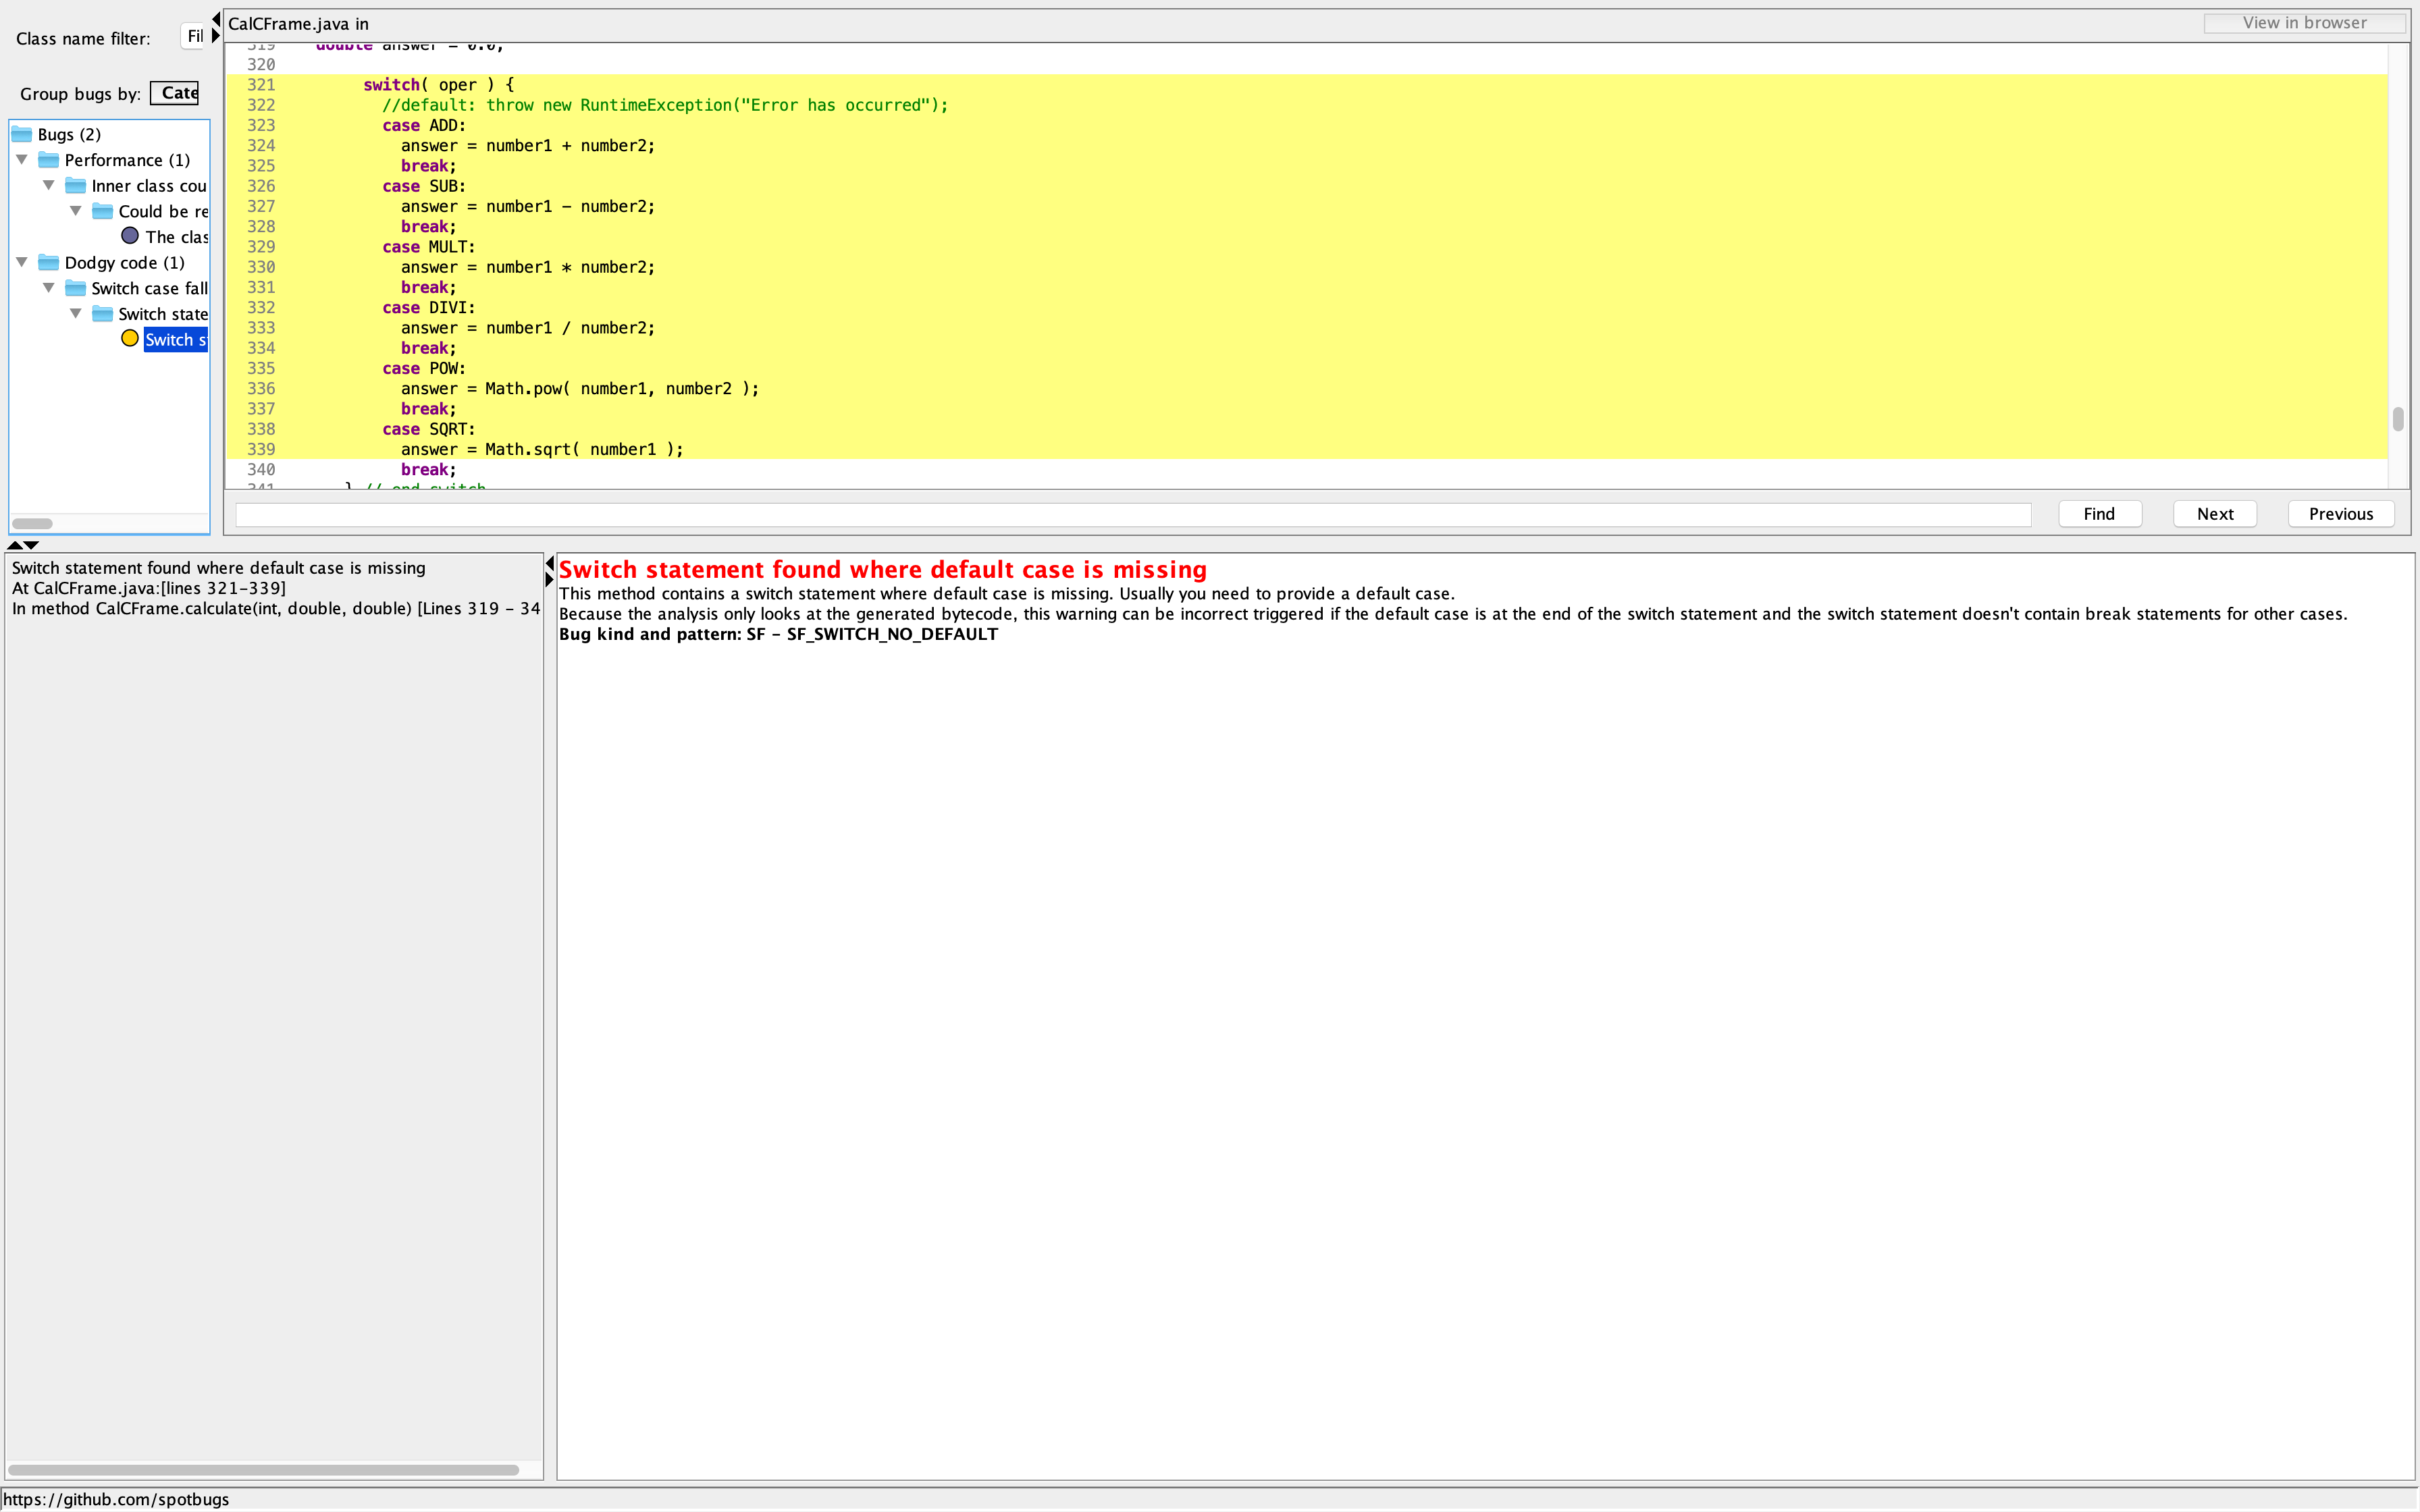 Class name filter:
Fil
Group bugs by:
Cate
Bugs (2)
Performance (1)
Inner class cou
Could be re
The clas
Dodgy code (1)
Switch case fall
Switch state
Switch s
CalCFrame.java in
View in browser
319 double answer = 0.0;
320
321 switch( oper ) {
322 //default: throw new RuntimeException("Error has occurred");
323 case ADD:
324 answer = number1 + number2;
325 break;
326 case SUB:
327 answer = number1 - number2;
328 break;
329 case MULT:
330 answer = number1 * number2;
331 break;
332 case DIVI:
333 answer = number1 / number2;
334 break;
335 case POW:
336 answer = Math.pow( number1, number2 );
337 break;
338 case SQRT:
339 answer = Math.sqrt( number1 );
340 break;
341 } // end switch
Find
Next
Previous
Switch statement found where default case is missing
At CalCFrame.java:[lines 321-339]
In method CalCFrame.calculate(int, double, double) [Lines 319 - 34
Switch statement found where default case is missing
This method contains a switch statement where default case is missing. Usually you need to provide a default case.
Because the analysis only looks at the generated bytecode, this warning can be incorrect triggered if the default case is at the end of the switch statement and the switch statement doesn't contain break statements for other cases.
Bug kind and pattern: SF - SF_SWITCH_NO_DEFAULT
https://github.com/spotbugs